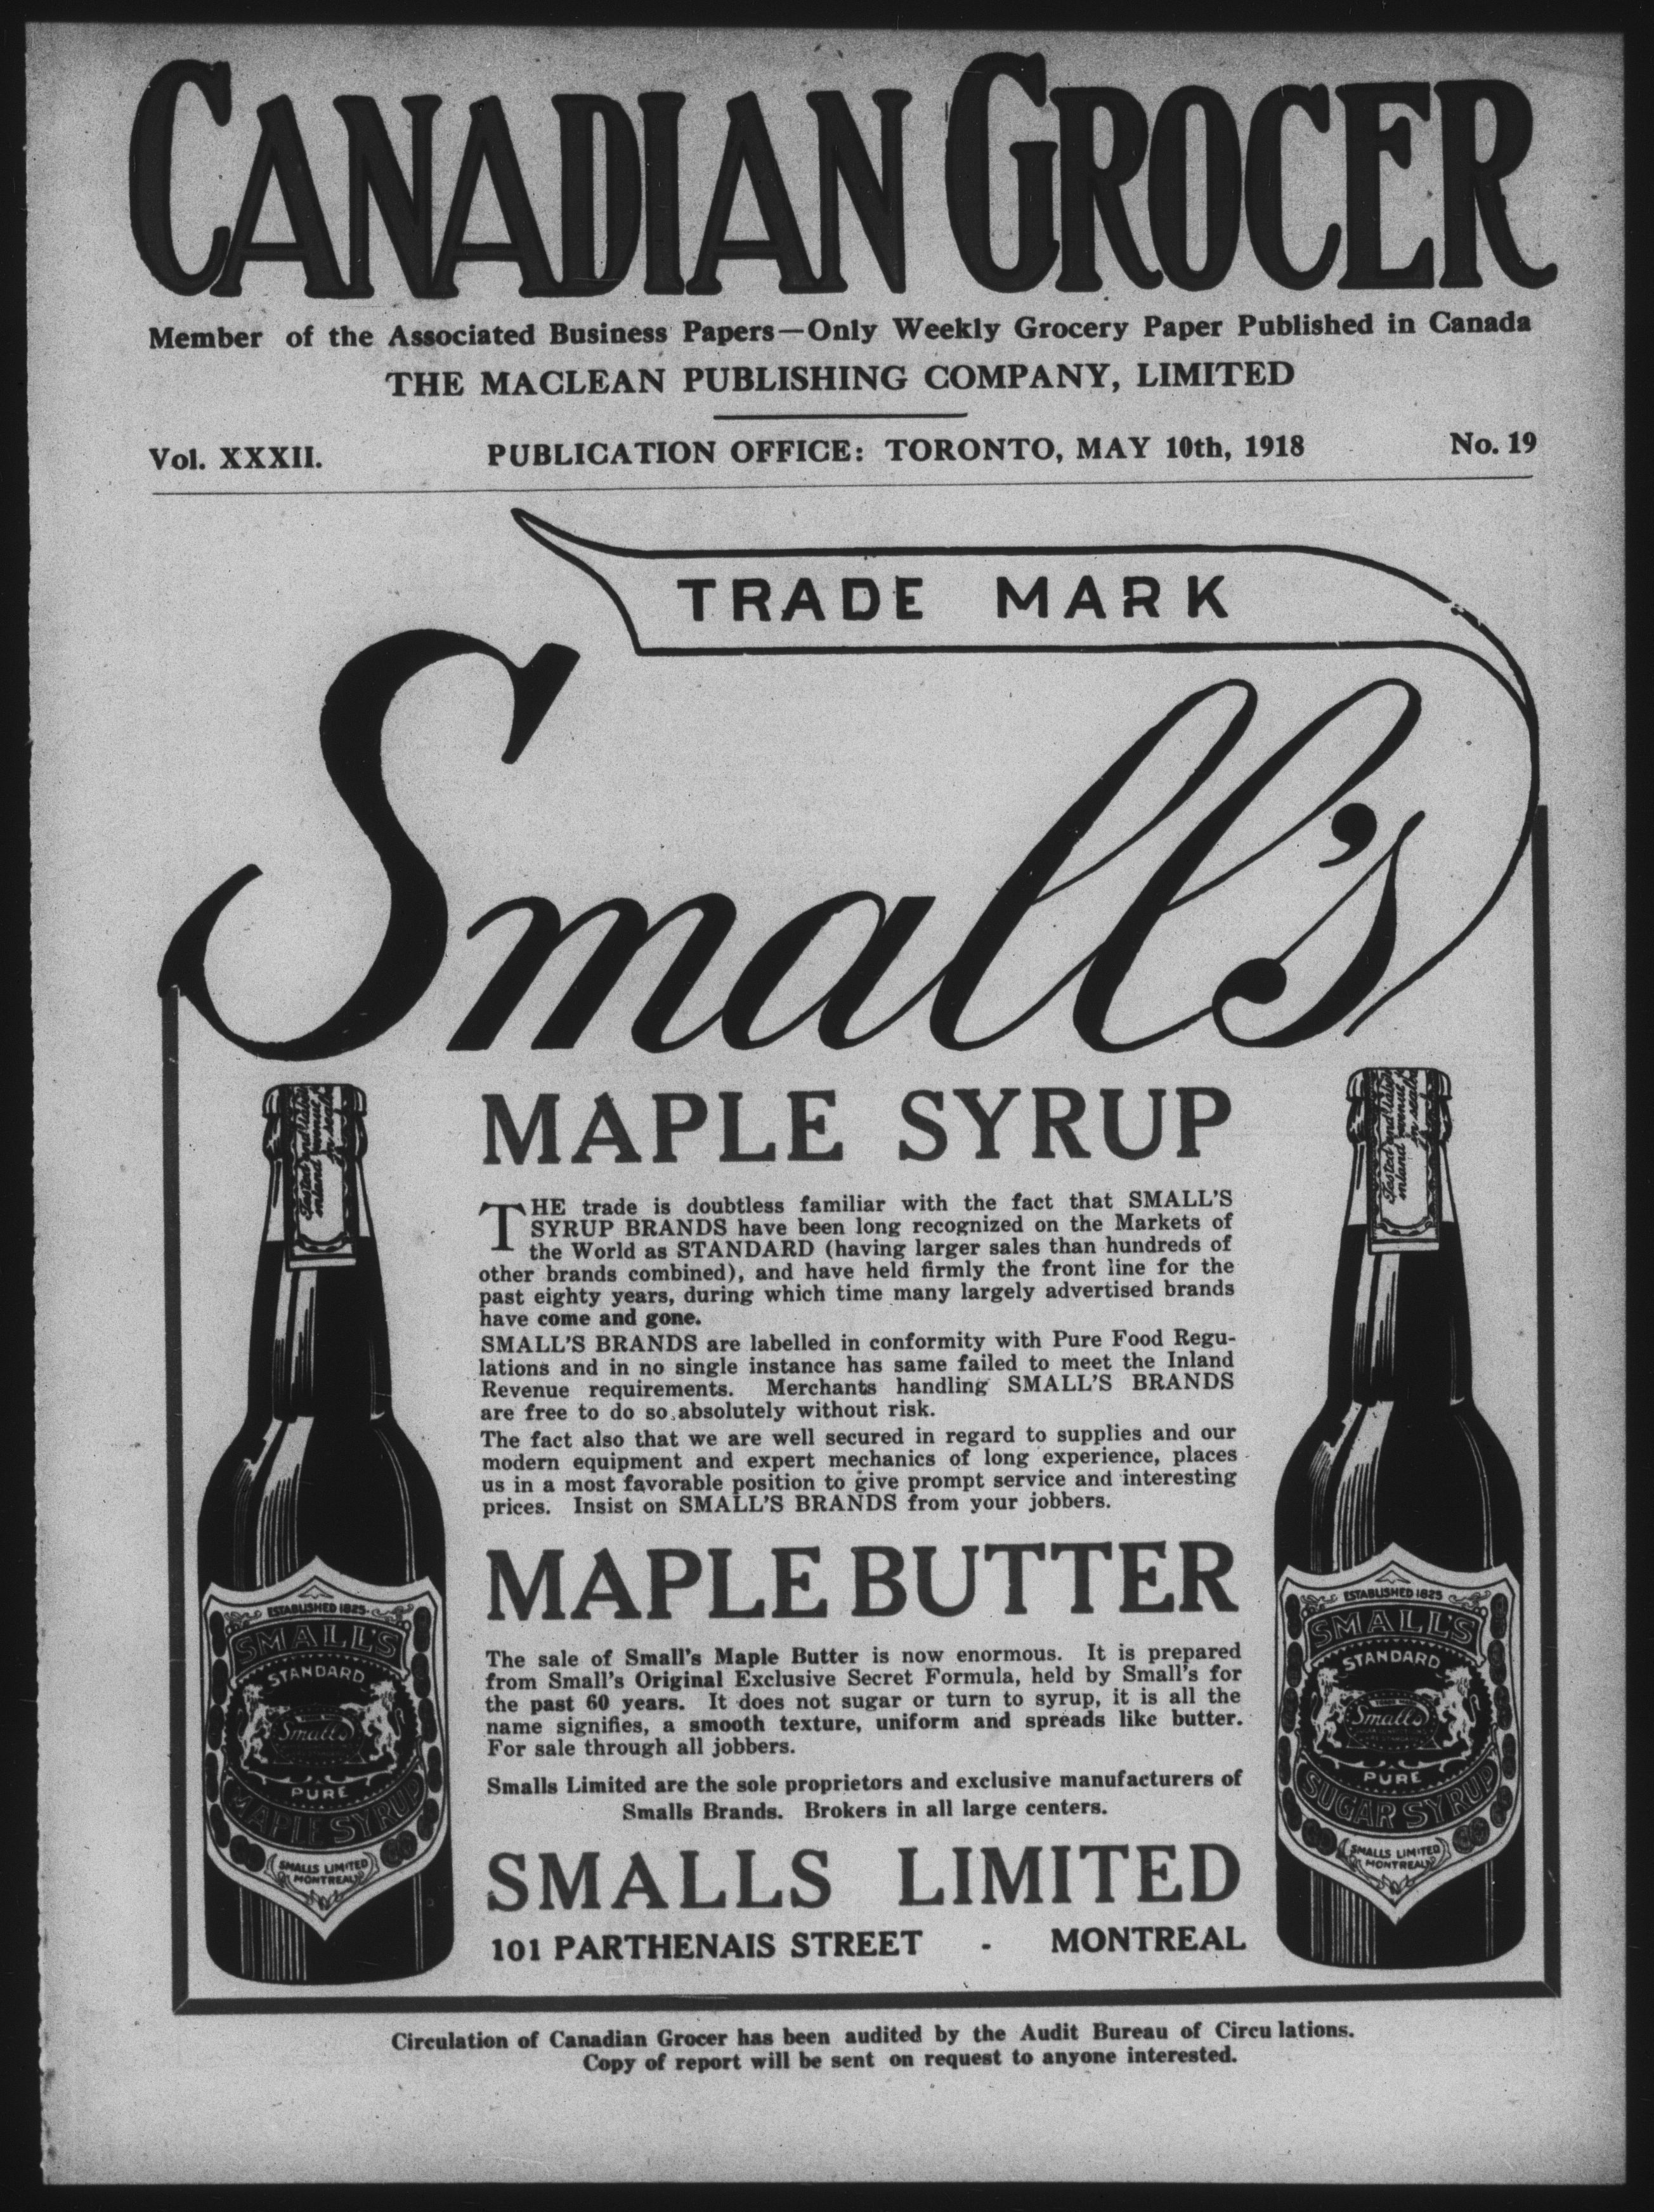 CANADIAN GROCER
Member of the Associated Business Papers—Only Weekly Grocery Paper Published in Canada
THE MACLEAN PUBLISHING COMPANY, LIMITED
Vol. XXXII. PUBLICATION OFFICE: TORONTO, MAY 10th, 1918 No. 19
TRADE MARK
Small's
MAPLE SYRUP
THE trade is doubtless familiar with the fact that SMALL'S
SYRUP BRANDS have been long recognized on the Markets of
the World as STANDARD (having larger sales than hundreds of
other brands combined), and have held firmly the front line for the
past eighty years, during which time many largely advertised brands
have come and gone.
SMALL'S BRANDS are labelled in conformity with Pure Food Regu-
lations and in no single instance has same failed to meet the Inland
Revenue requirements. Merchants handling SMALL'S BRANDS
are free to do so absolutely without risk.
The fact also that we are well secured in regard to supplies and our
modern equipment and expert mechanics of long experience, places
us in a most favorable position to give prompt service and interesting
prices. Insist on SMALL'S BRANDS from your jobbers.
MAPLE BUTTER
The sale of Small's Maple Butter is now enormous. It is prepared
from Small's Original Exclusive Secret Formula, held by Small's for
the past 60 years. It does not sugar or turn to syrup, it is all the
name signifies, a smooth texture, uniform and spreads like butter.
For sale through all jobbers.
Smalls Limited are the sole proprietors and exclusive manufacturers of
Smalls Brands. Brokers in all large centers.
SMALLS LIMITED
101 PARTHENAIS STREET - MONTREAL
ESTABLISHED 1825
SMALL'S
STANDARD
Small's
PURE
MAPLE SYRUP
SMALLS LIMITED
MONTREAL
ESTABLISHED 1825
SMALL'S
STANDARD
Small's
PURE
SUGAR SYRUP
SMALLS LIMITED
MONTREAL
Circulation of Canadian Grocer has been audited by the Audit Bureau of Circu lations.
Copy of report will be sent on request to anyone interested.